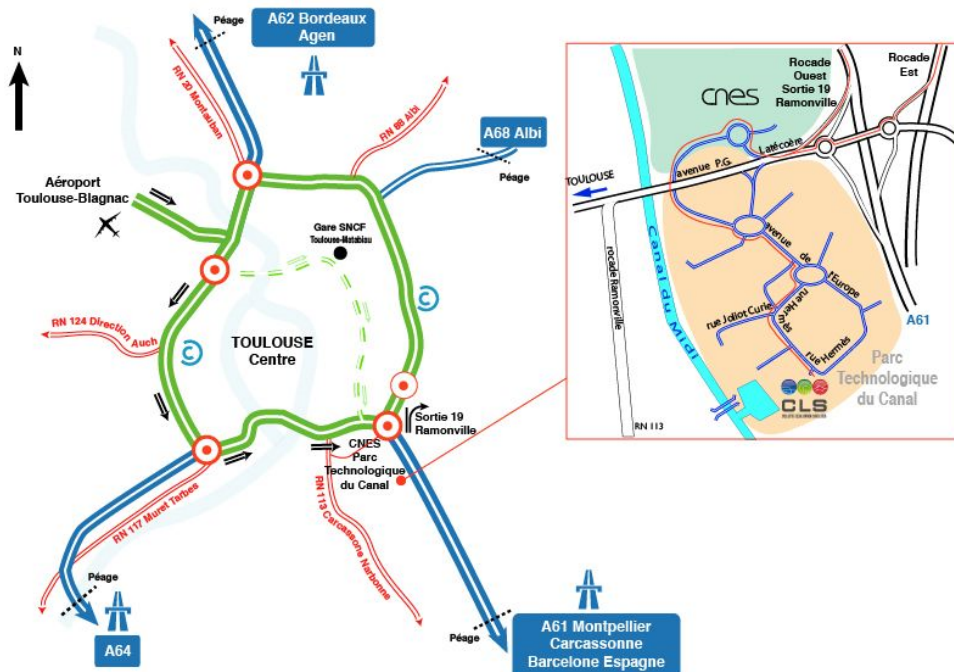 Péage
A62 Bordeaux
Agen
N
RN 20 Montauban
RN 88 Albi
A68 Albi
Péage
Aéroport
Toulouse-Blagnac
Gare SNCF
Toulouse-Matabiau
RN 124 Direction
Auch
C
C
TOULOUSE
Centre
Sortie 19
Ramonville
CNES
Parc
Technologique
du Canal
RN 117 Muret Tarbes
RN113 Carcassonne Narbonne
Péage
A64
Péage
A61 Montpellier
Carcassonne
Barcelone Espagne
cnes
Rocade
Ouest
Sortie 19
Ramonville
Rocade
Est
avenue P.G. Latécoère
TOULOUSE
Canal du Midi
rocade Ramonville
avenue de l'Europe
rue Joliot Curie
rue Hermès
rue Hermès
A61
Parc
Technologique
du Canal
CLS
RN 113